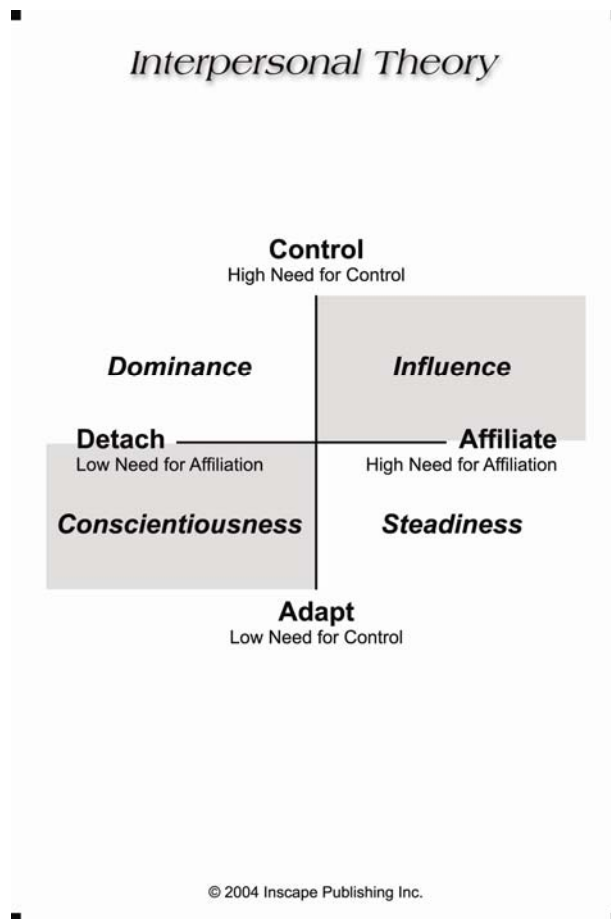 Interpersonal Theory
Control
High Need for Control
Dominance
Influence
Detach
Affiliate
Low Need for Affiliation
High Need for Affiliation
Conscientiousness
Steadiness
Adapt
Low Need for Control
© 2004 Inscape Publishing Inc.